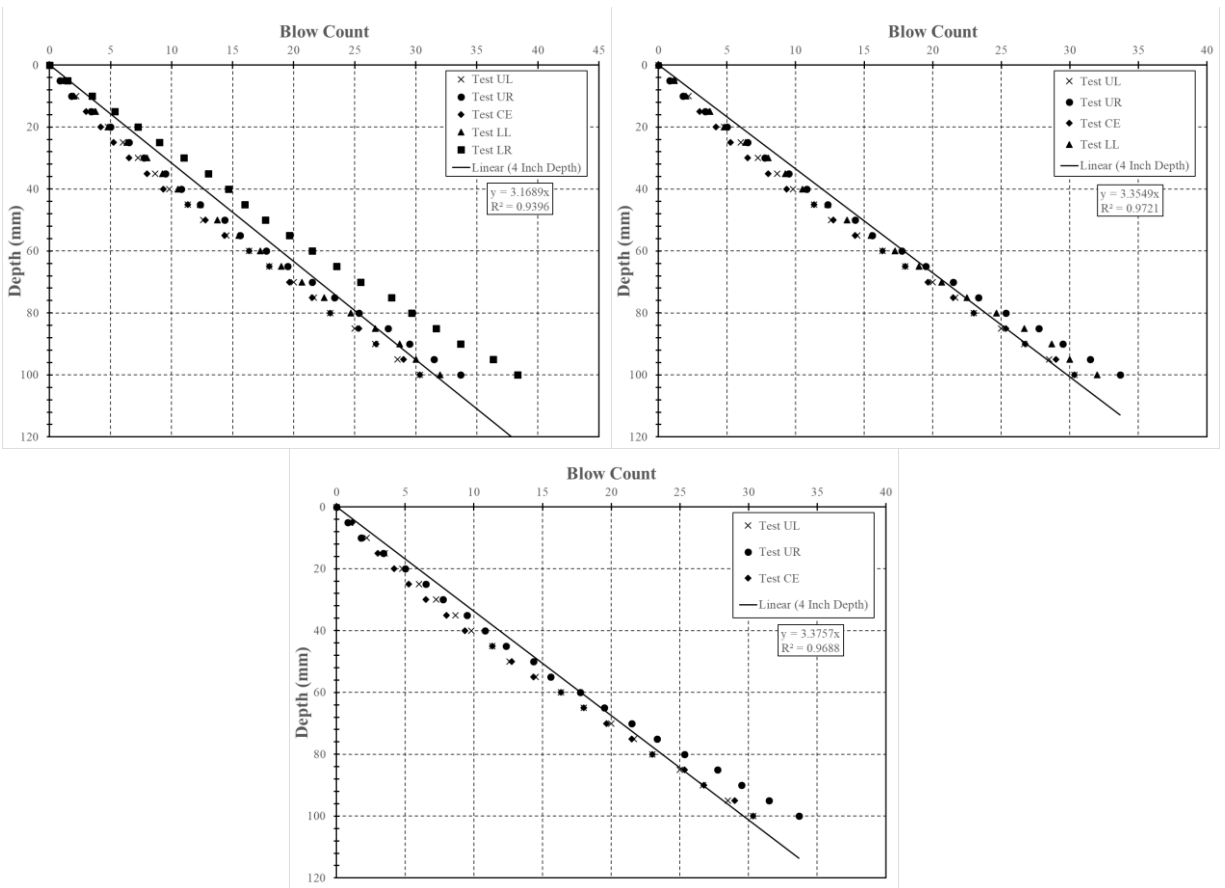 Blow Count
0 5 10 15 20 25 30 35 40 45
0
20
40
60
80
100
120
Depth (mm)
Test UL
Test UR
Test CE
Test LL
Test LR
Linear (4 Inch Depth)
y = 3.1689x
R² = 0.9396
Blow Count
0 5 10 15 20 25 30 35 40
0
20
40
60
80
100
120
Depth (mm)
Test UL
Test UR
Test CE
Test LL
Linear (4 Inch Depth)
y = 3.3549x
R² = 0.9721
Blow Count
0 5 10 15 20 25 30 35 40
0
20
40
60
80
100
120
Depth (mm)
Test UL
Test UR
Test CE
Linear (4 Inch Depth)
y = 3.3757x
R² = 0.9688